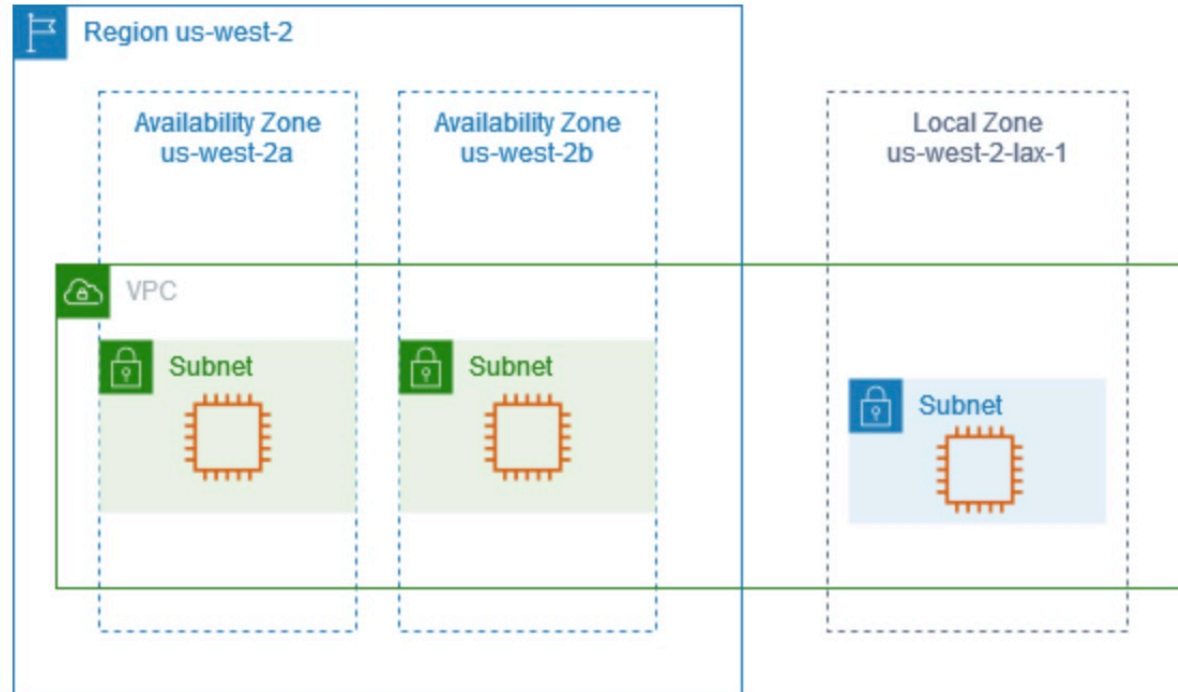 Region us-west-2
Availability Zone
us-west-2a
Availability Zone
us-west-2b
Local Zone
us-west-2-lax-1
VPC
Subnet
Subnet
Subnet